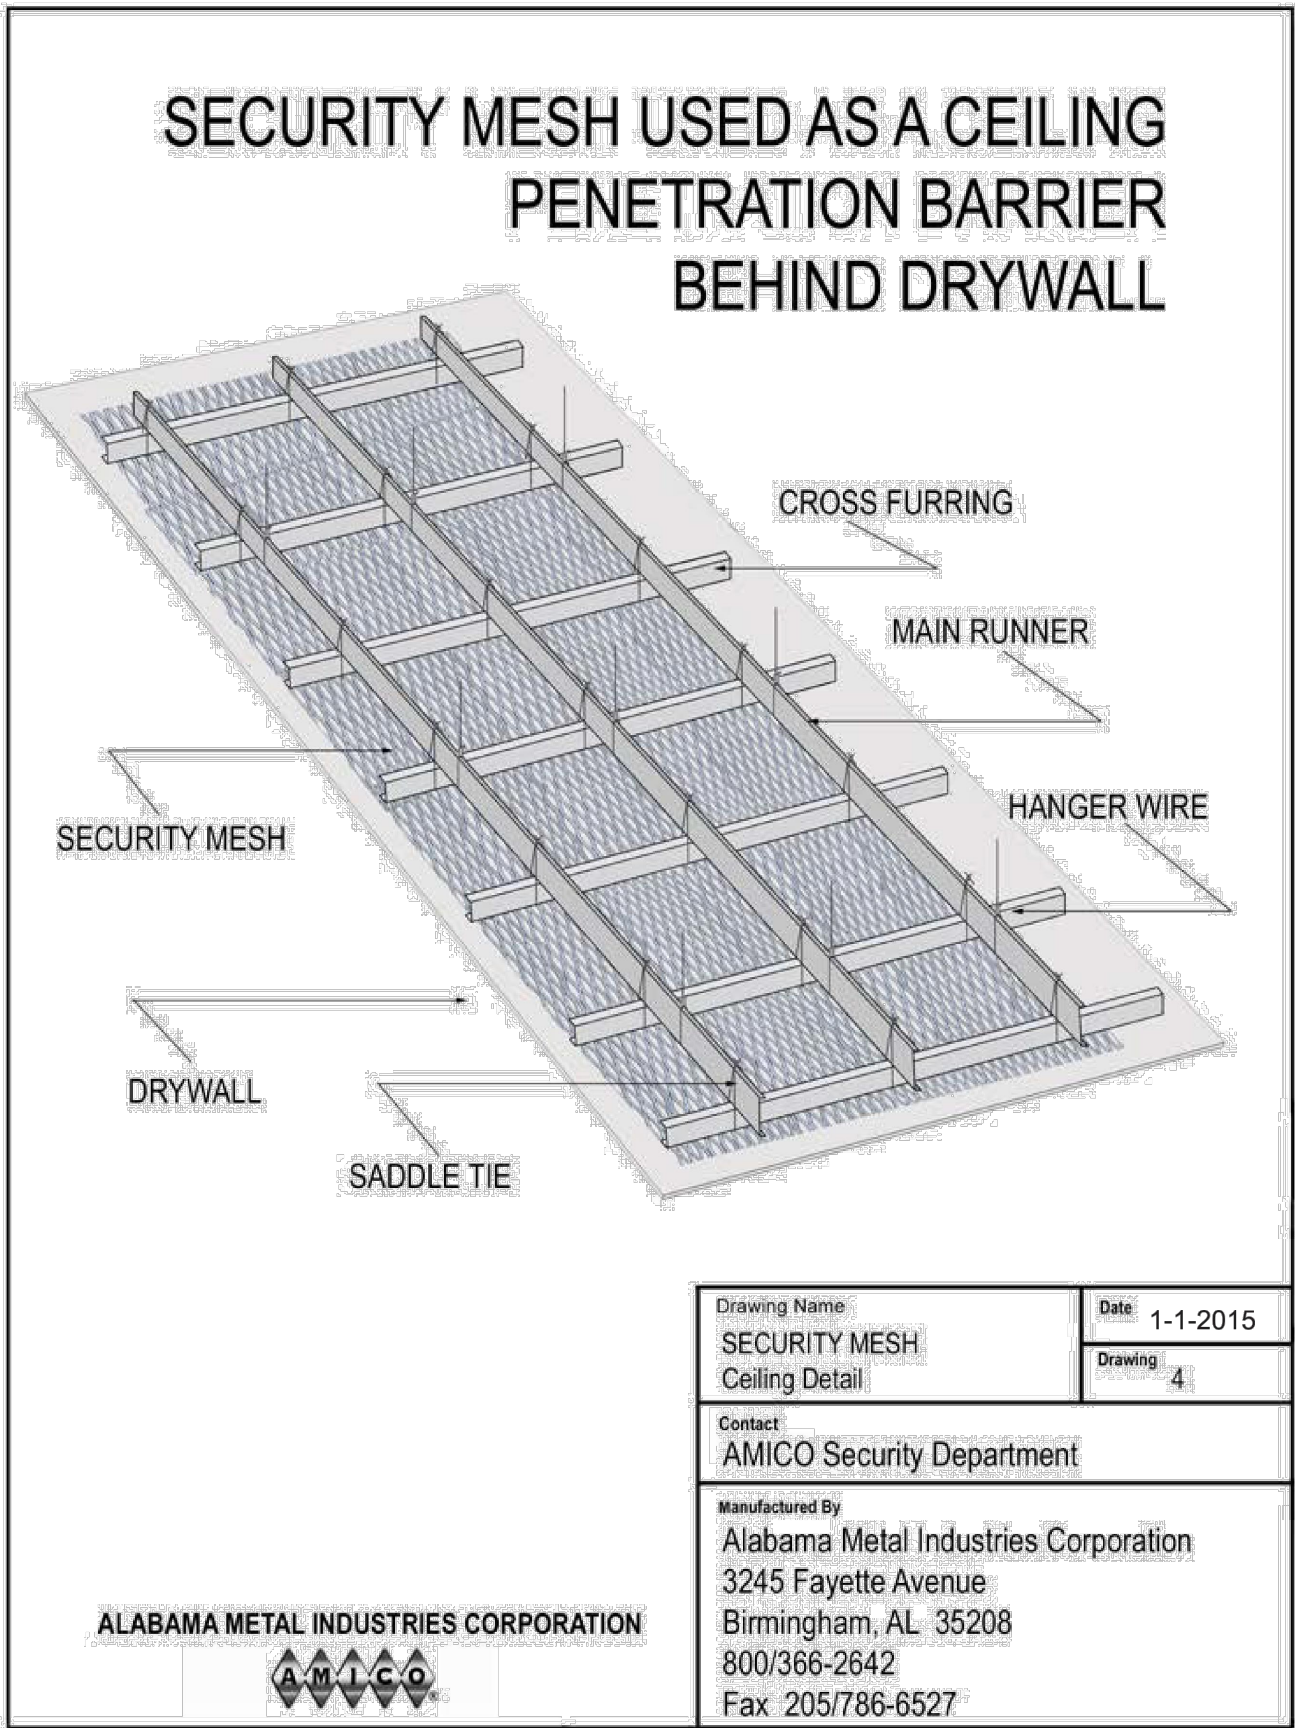 SECURITY MESH USED AS A CEILING
PENETRATION BARRIER
BEHIND DRYWALL
CROSS FURRING
MAIN RUNNER
HANGER WIRE
SECURITY MESH
DRYWALL
SADDLE TIE
Drawing Name
SECURITY MESH
Ceiling Detail
Date 1-1-2015
Drawing 4
Contact
AMICO Security Department
Manufactured By
Alabama Metal Industries Corporation
3245 Fayette Avenue
Birmingham, AL 35208
800/366-2642
Fax 205/786-6527
ALABAMA METAL INDUSTRIES CORPORATION
AMICO®